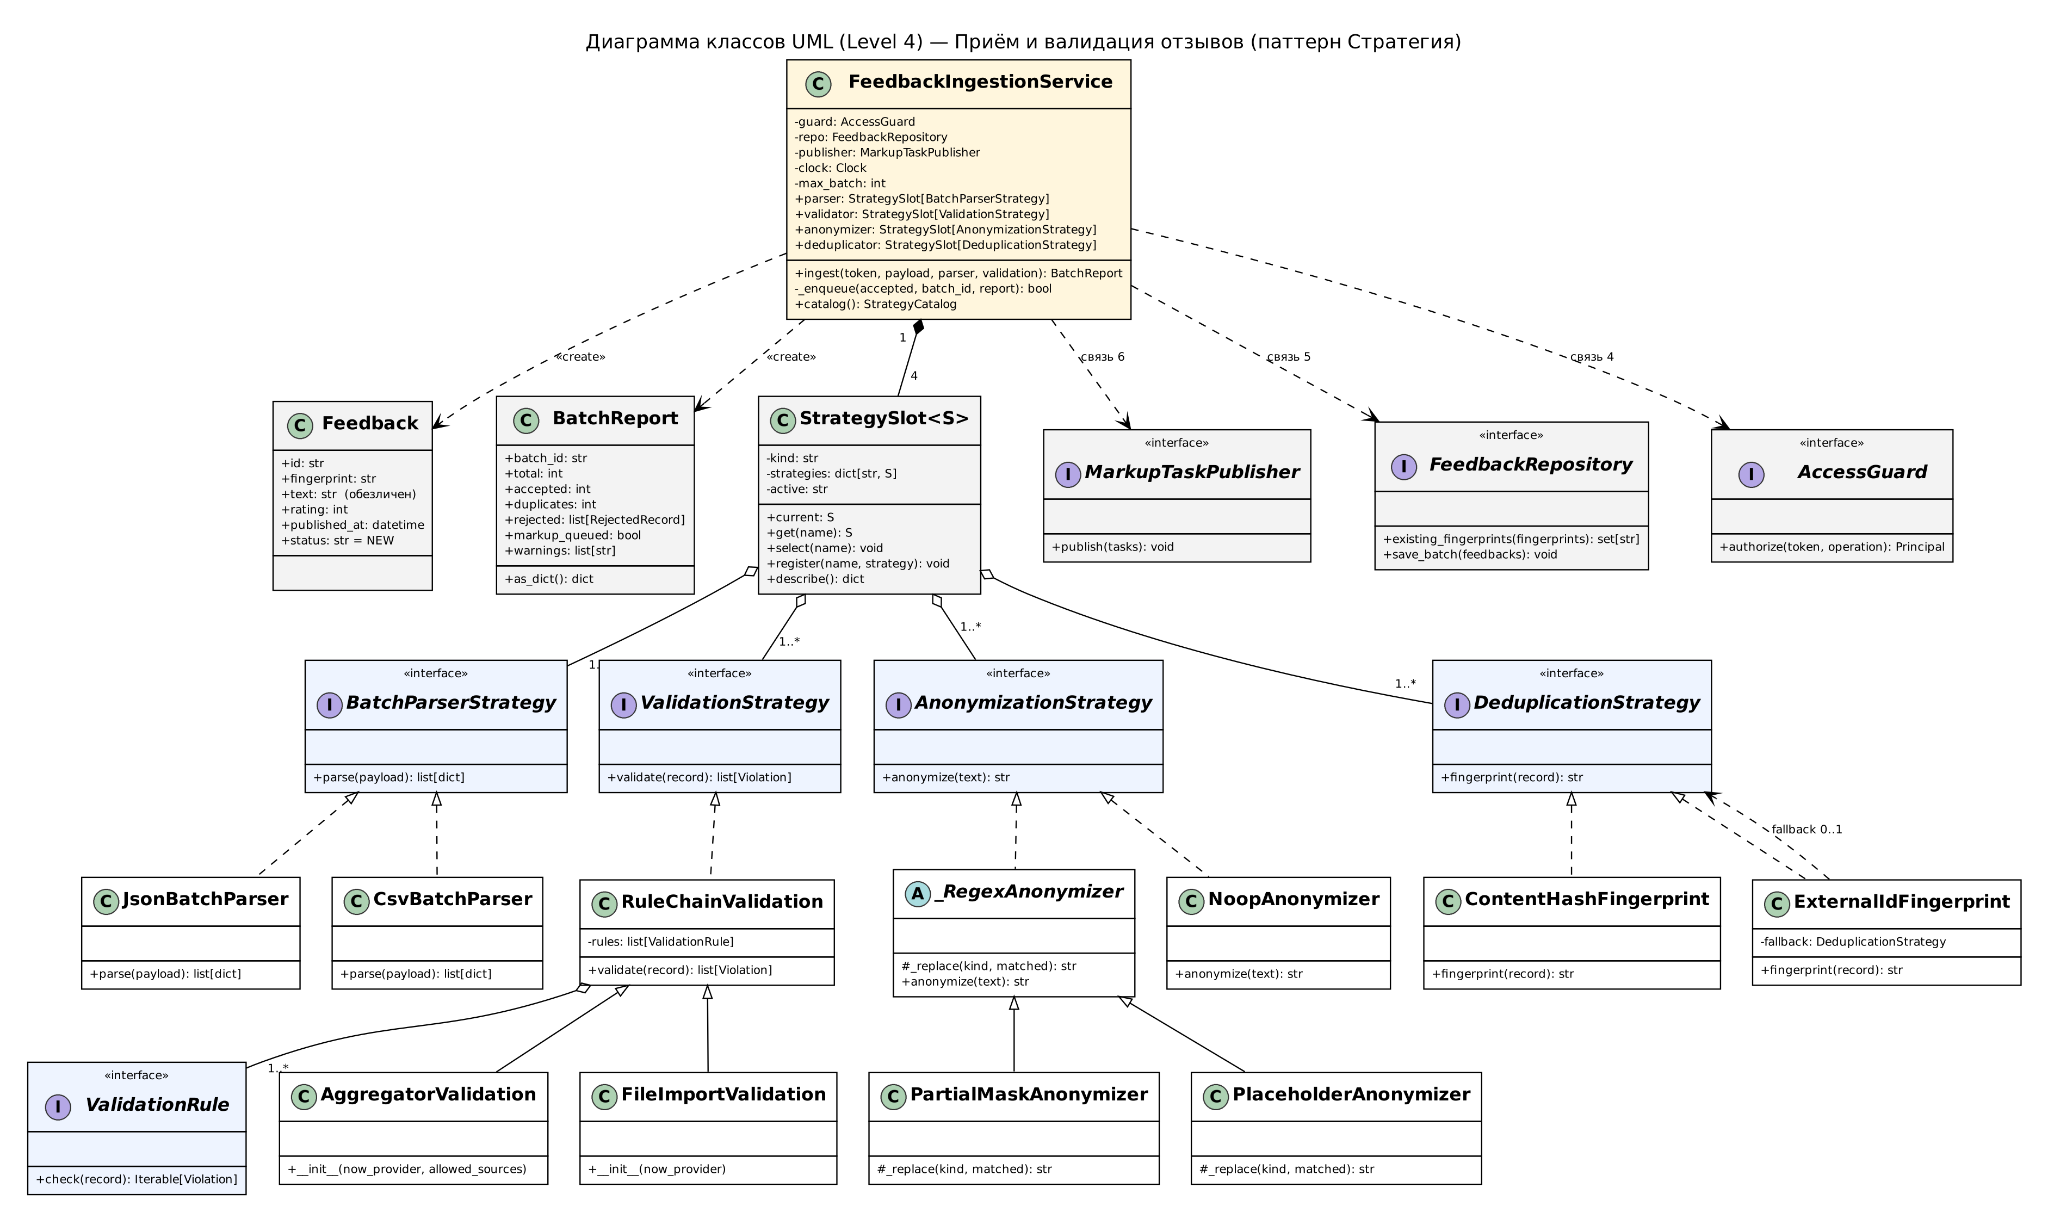 Диаграмма классов UML (Level 4) — Приём и валидация отзывов (паттерн Стратегия)
C FeedbackIngestionService
-guard: AccessGuard
-repo: FeedbackRepository
-publisher: MarkupTaskPublisher
-clock: Clock
-max_batch: int
+parser: StrategySlot[BatchParserStrategy]
+validator: StrategySlot[ValidationStrategy]
+anonymizer: StrategySlot[AnonymizationStrategy]
+deduplicator: StrategySlot[DeduplicationStrategy]
+ingest(token, payload, parser, validation): BatchReport
-_enqueue(accepted, batch_id, report): bool
+catalog(): StrategyCatalog
«create»
«create»
1
4
связь 6
связь 5
связь 4
C Feedback
+id: str
+fingerprint: str
+text: str (обезличен)
+rating: int
+published_at: datetime
+status: str = NEW
C BatchReport
+batch_id: str
+total: int
+accepted: int
+duplicates: int
+rejected: list[RejectedRecord]
+markup_queued: bool
+warnings: list[str]
+as_dict(): dict
C StrategySlot<S>
-kind: str
-strategies: dict[str, S]
-active: str
+current: S
+get(name): S
+select(name): void
+register(name, strategy): void
+describe(): dict
«interface»
I MarkupTaskPublisher
+publish(tasks): void
«interface»
I FeedbackRepository
+existing_fingerprints(fingerprints): set[str]
+save_batch(feedbacks): void
«interface»
I AccessGuard
+authorize(token, operation): Principal
1..
1..*
1..*
1..*
«interface»
I BatchParserStrategy
+parse(payload): list[dict]
«interface»
I ValidationStrategy
+validate(record): list[Violation]
«interface»
I AnonymizationStrategy
+anonymize(text): str
«interface»
I DeduplicationStrategy
+fingerprint(record): str
fallback 0..1
C JsonBatchParser
+parse(payload): list[dict]
C CsvBatchParser
+parse(payload): list[dict]
C RuleChainValidation
-rules: list[ValidationRule]
+validate(record): list[Violation]
A _RegexAnonymizer
#_replace(kind, matched): str
+anonymize(text): str
C NoopAnonymizer
+anonymize(text): str
C ContentHashFingerprint
+fingerprint(record): str
C ExternalIdFingerprint
-fallback: DeduplicationStrategy
+fingerprint(record): str
1..*
«interface»
I ValidationRule
+check(record): Iterable[Violation]
C AggregatorValidation
+__init__(now_provider, allowed_sources)
C FileImportValidation
+__init__(now_provider)
C PartialMaskAnonymizer
#_replace(kind, matched): str
C PlaceholderAnonymizer
#_replace(kind, matched): str